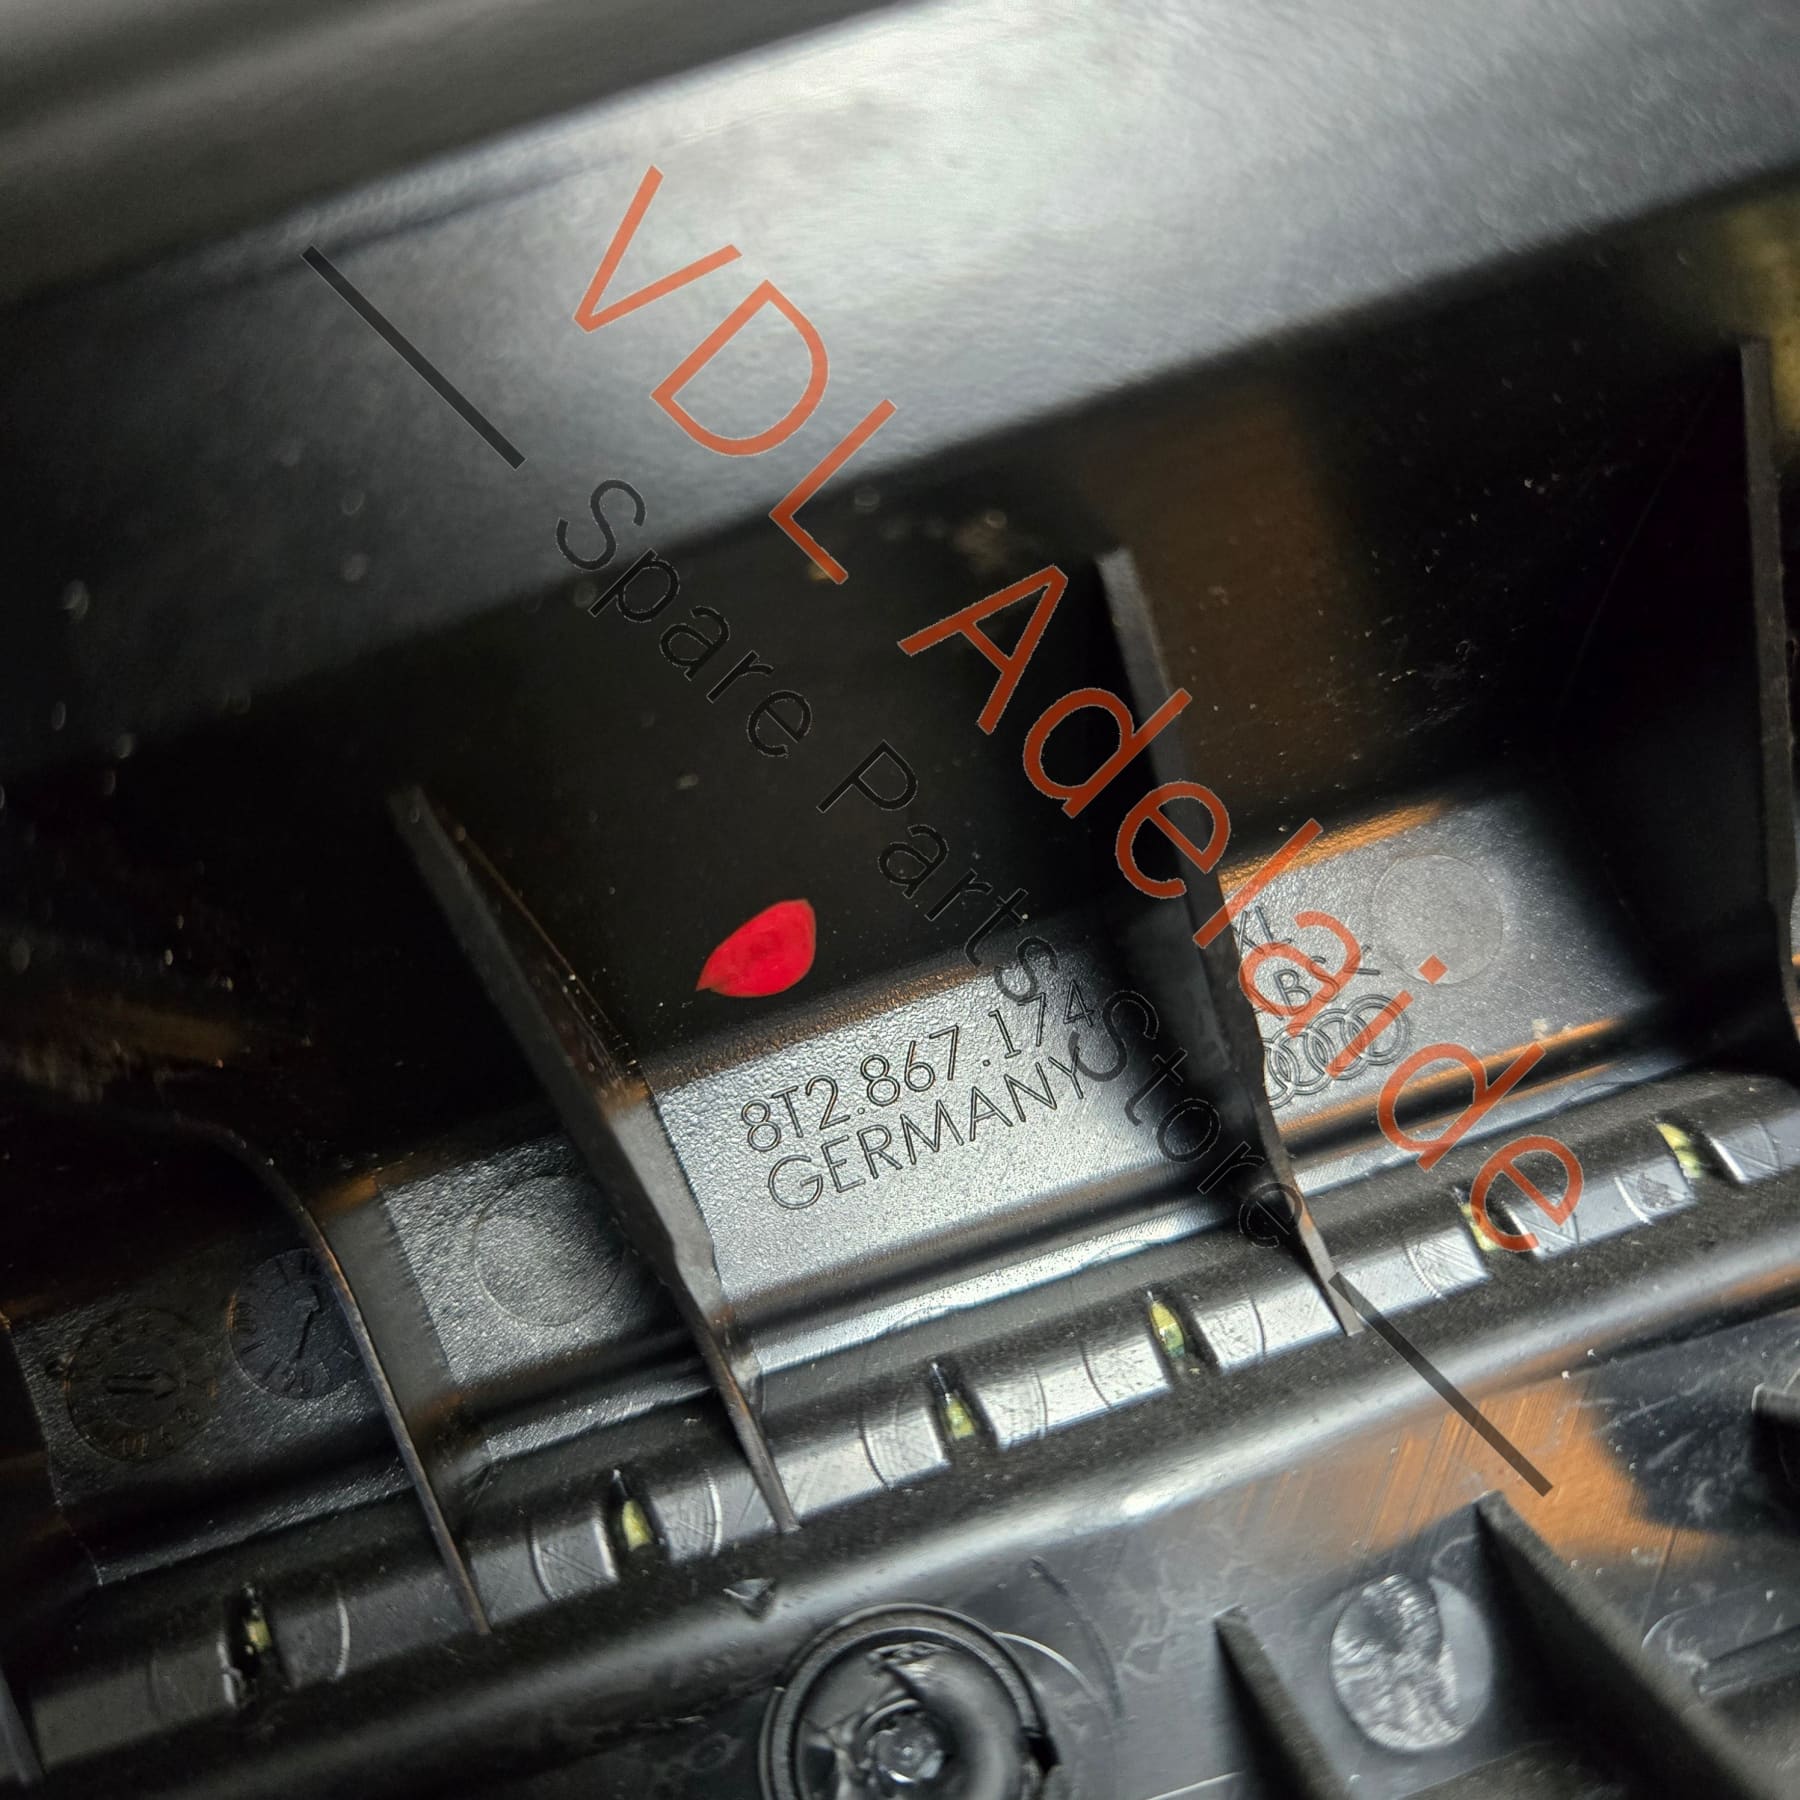 VDL Adelaide
Spare Parts Store
8T2.867.174
GERMANY